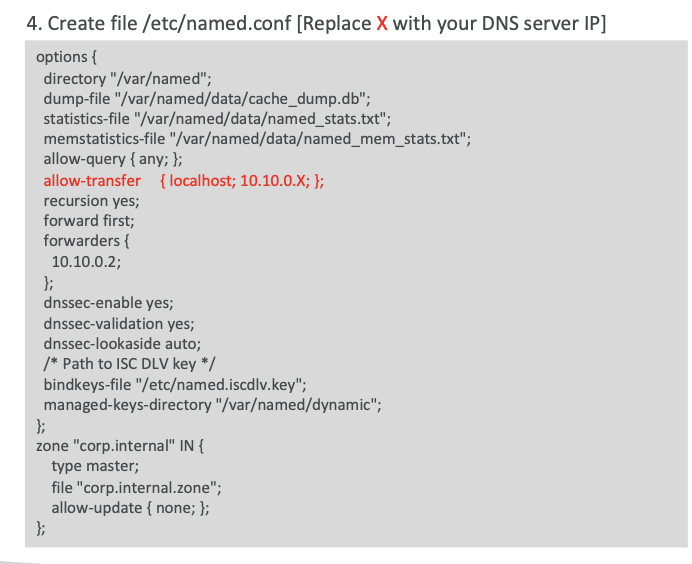 4. Create file /etc/named.conf [Replace X with your DNS server IP]
options {
directory "/var/named";
dump-file "/var/named/data/cache_dump.db";
statistics-file "/var/named/data/named_stats.txt";
memstatistics-file "/var/named/data/named_mem_stats.txt";
allow-query { any; };
allow-transfer { localhost; 10.10.0.X; };
recursion yes;
forward first;
forwarders {
10.10.0.2;
};
dnssec-enable yes;
dnssec-validation yes;
dnssec-lookaside auto;
/* Path to ISC DLV key */
bindkeys-file "/etc/named.iscdlv.key";
managed-keys-directory "/var/named/dynamic";
};
zone "corp.internal" IN {
type master;
file "corp.internal.zone";
allow-update { none; };
};